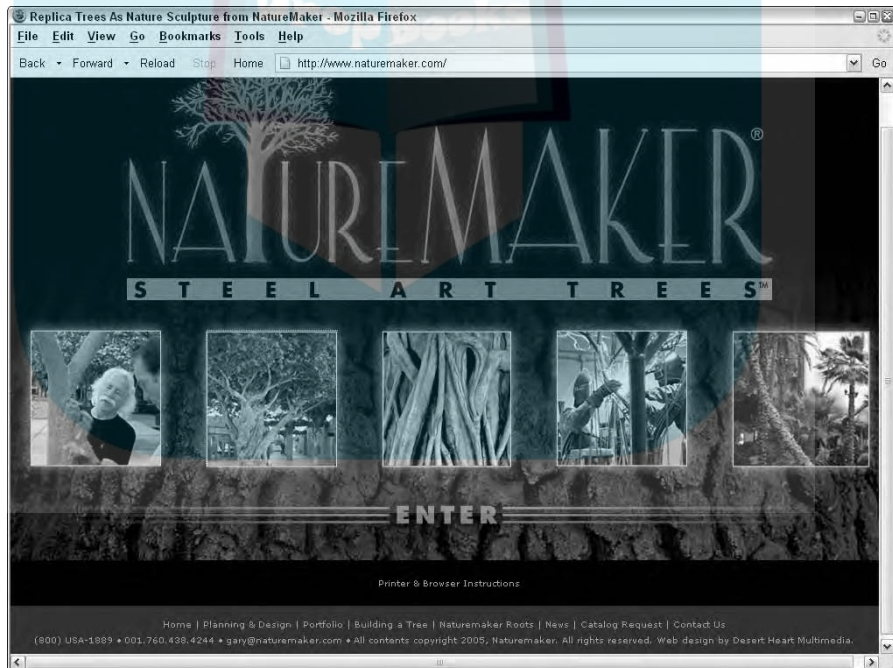 Replica Trees As Nature Sculpture from NatureMaker - Mozilla Firefox
File Edit View Go Bookmarks Tools Help
Back Forward Reload Stop Home http://www.naturemaker.com/ Go
NATUREMAKER®
STEEL ART TREES™
ENTER
Printer & Browser Instructions
Home | Planning & Design | Portfolio | Building a Tree | Naturemaker Roots | News | Catalog Request | Contact Us
(800) USA-1889 • 001.760.438.4244 • gary@naturemaker.com • All contents copyright 2005, Naturemaker. All rights reserved. Web design by Desert Heart Multimedia.